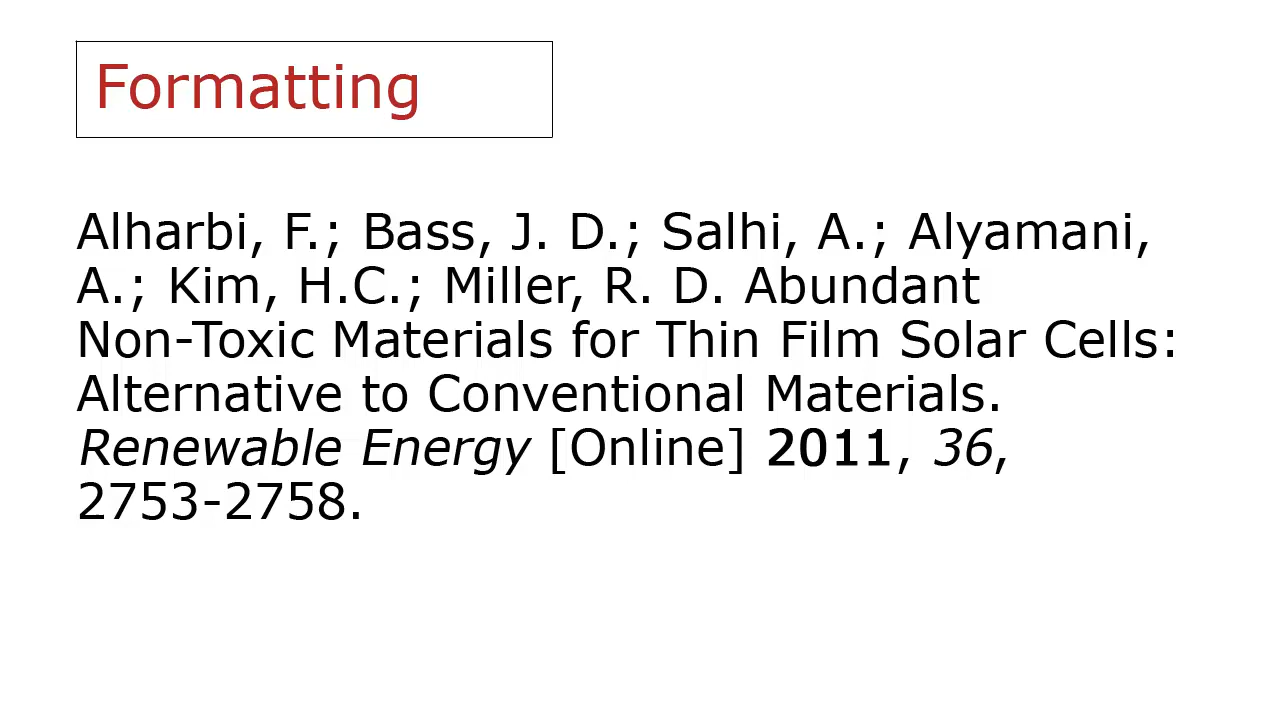 Formatting
Alharbi, F.; Bass, J. D.; Salhi, A.; Alyamani,
A.; Kim, H.C.; Miller, R. D. Abundant
Non-Toxic Materials for Thin Film Solar Cells:
Alternative to Conventional Materials.
Renewable Energy [Online] 2011, 36,
2753-2758.